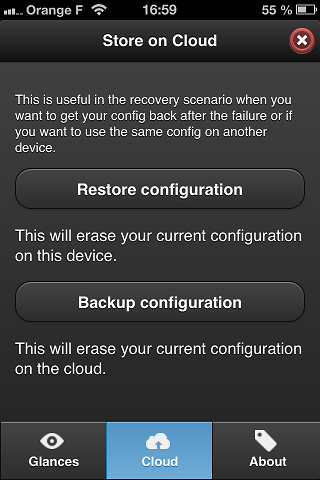 Orange F 16:59 55 %
Store on Cloud
This is useful in the recovery scenario when you
want to get your config back after the failure or if
you want to use the same config on another
device.
Restore configuration
This will erase your current configuration
on this device.
Backup configuration
This will erase your current configuration
on the cloud.
Glances Cloud About